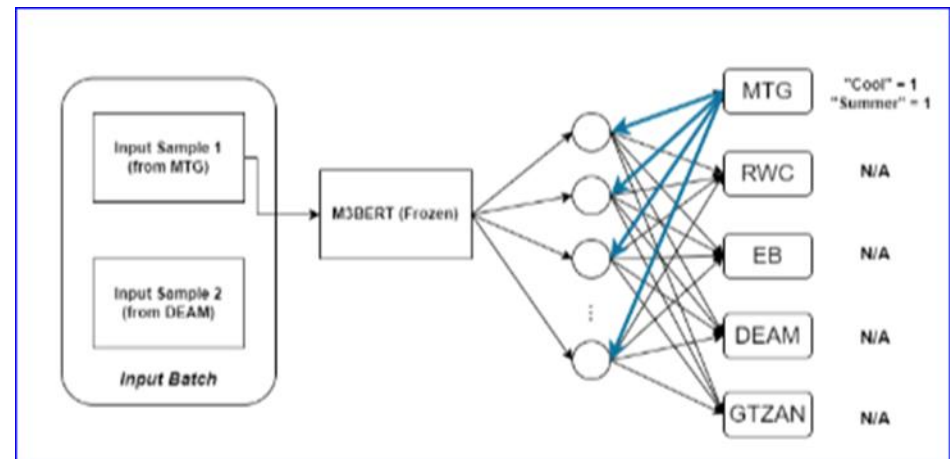 Input Sample 1
(from MTG)
Input Sample 2
(from DEAM)
Input Batch
M3BERT (Frozen)
⋮
MTG
"Cool" = 1
"Summer" = 1
RWC
N/A
EB
N/A
DEAM
N/A
GTZAN
N/A